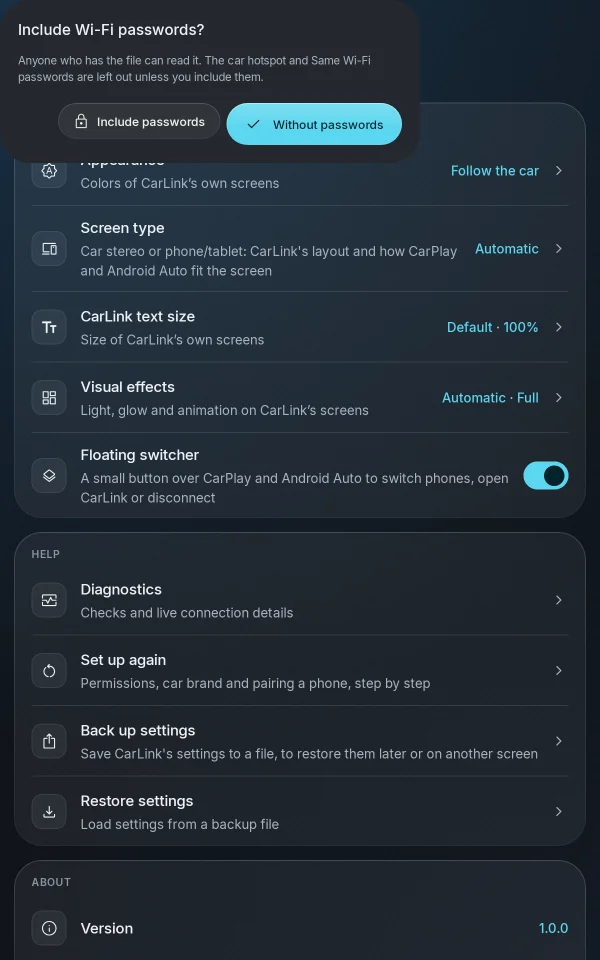 Include Wi-Fi passwords?
Anyone who has the file can read it. The car hotspot and Same Wi-Fi
passwords are left out unless you include them.
Include passwords
Without passwords
Appearance
Colors of CarLink’s own screens
Follow the car
Screen type
Car stereo or phone/tablet: CarLink's layout and how CarPlay
and Android Auto fit the screen
Automatic
CarLink text size
Size of CarLink’s own screens
Default · 100%
Visual effects
Light, glow and animation on CarLink’s screens
Automatic · Full
Floating switcher
A small button over CarPlay and Android Auto to switch phones, open
CarLink or disconnect
HELP
Diagnostics
Checks and live connection details
Set up again
Permissions, car brand and pairing a phone, step by step
Back up settings
Save CarLink's settings to a file, to restore them later or on another screen
Restore settings
Load settings from a backup file
ABOUT
Version
1.0.0